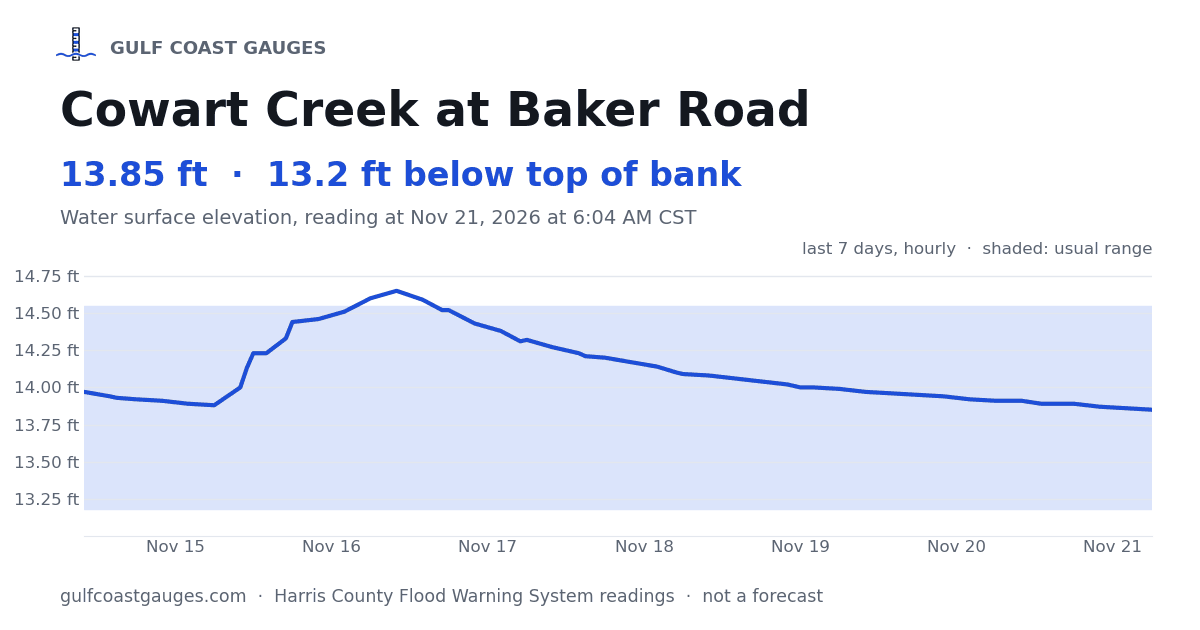 GULF COAST GAUGES
Cowart Creek at Baker Road
13.85 ft · 13.2 ft below top of bank
Water surface elevation, reading at Nov 21, 2026 at 6:04 AM CST
last 7 days, hourly · shaded: usual range
14.75 ft
14.50 ft
14.25 ft
14.00 ft
13.75 ft
13.50 ft
13.25 ft
Nov 15 Nov 16 Nov 17 Nov 18 Nov 19 Nov 20 Nov 21
gulfcoastgauges.com · Harris County Flood Warning System readings · not a forecast